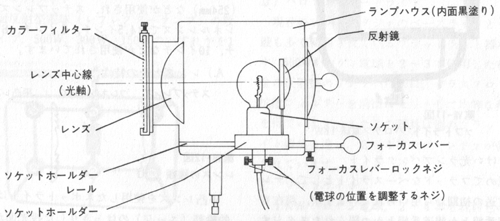 カラーフィルター
レンズ中心線
(光軸)
レンズ
ソケットホールダー
レール
ソケットホールダー
ランプハウス(内面黒塗り)
反射鏡
ソケット
フォーカスレバー
フォーカスレバーロックネジ
(電球の位置を調整するネジ)